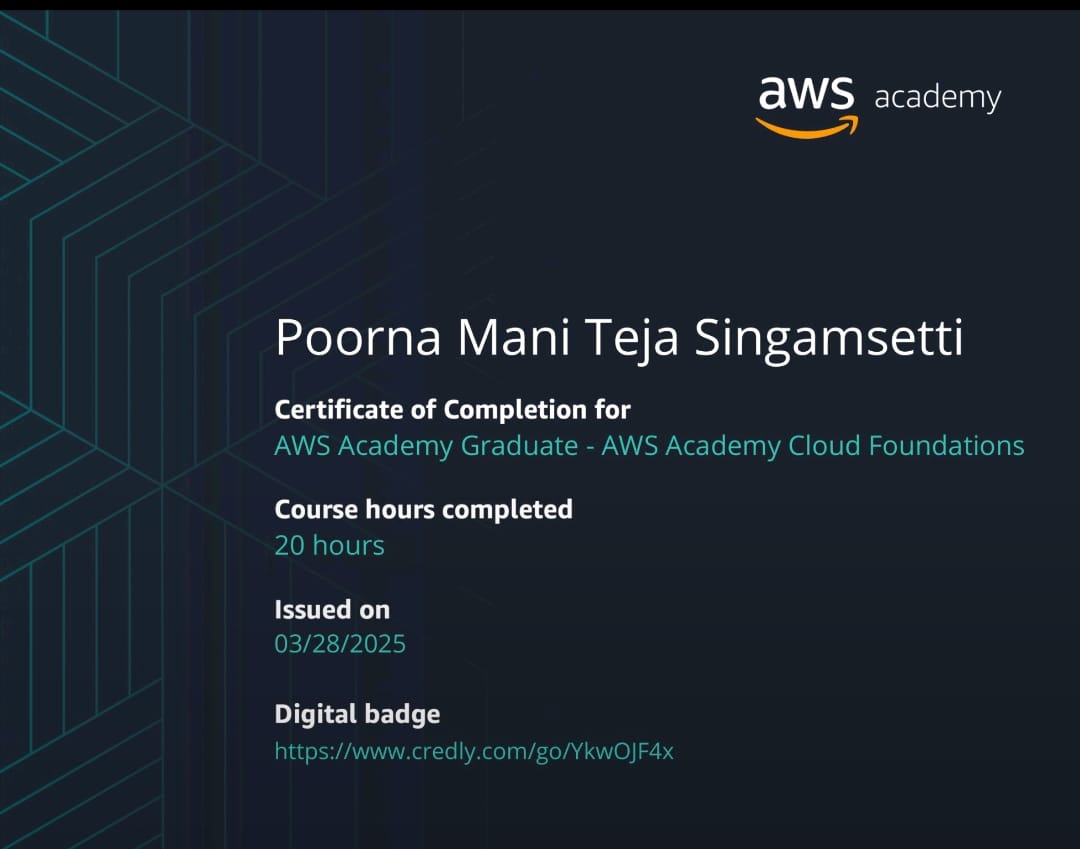 aws academy
Poorna Mani Teja Singamsetti
Certificate of Completion for
AWS Academy Graduate - AWS Academy Cloud Foundations
Course hours completed
20 hours
Issued on
03/28/2025
Digital badge
https://www.credly.com/go/YkwOJF4x